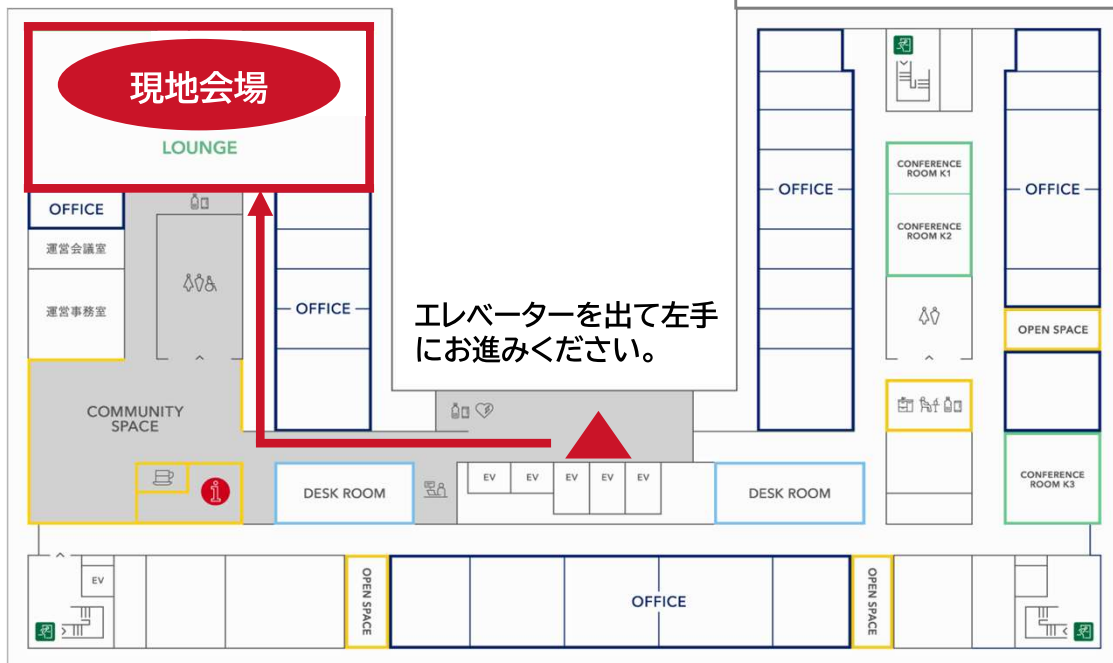 現地会場
LOUNGE
OFFICE
運営会議室
運営事務室
OFFICE
COMMUNITY
SPACE
i
エレベーターを出て左手
にお進みください。
DESK ROOM
EV
EV
EV
EV
EV
DESK ROOM
OFFICE
CONFERENCE
ROOM K1
CONFERENCE
ROOM K2
OFFICE
OPEN SPACE
CONFERENCE
ROOM K3
EV
OPEN SPACE
OFFICE
OPEN SPACE